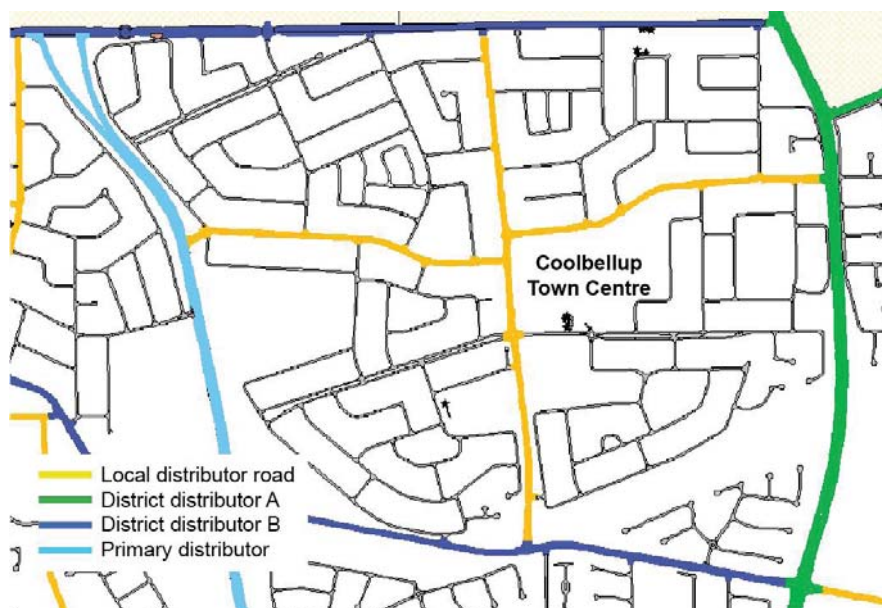 Coolbellup
Town Centre
Local distributor road
District distributor A
District distributor B
Primary distributor